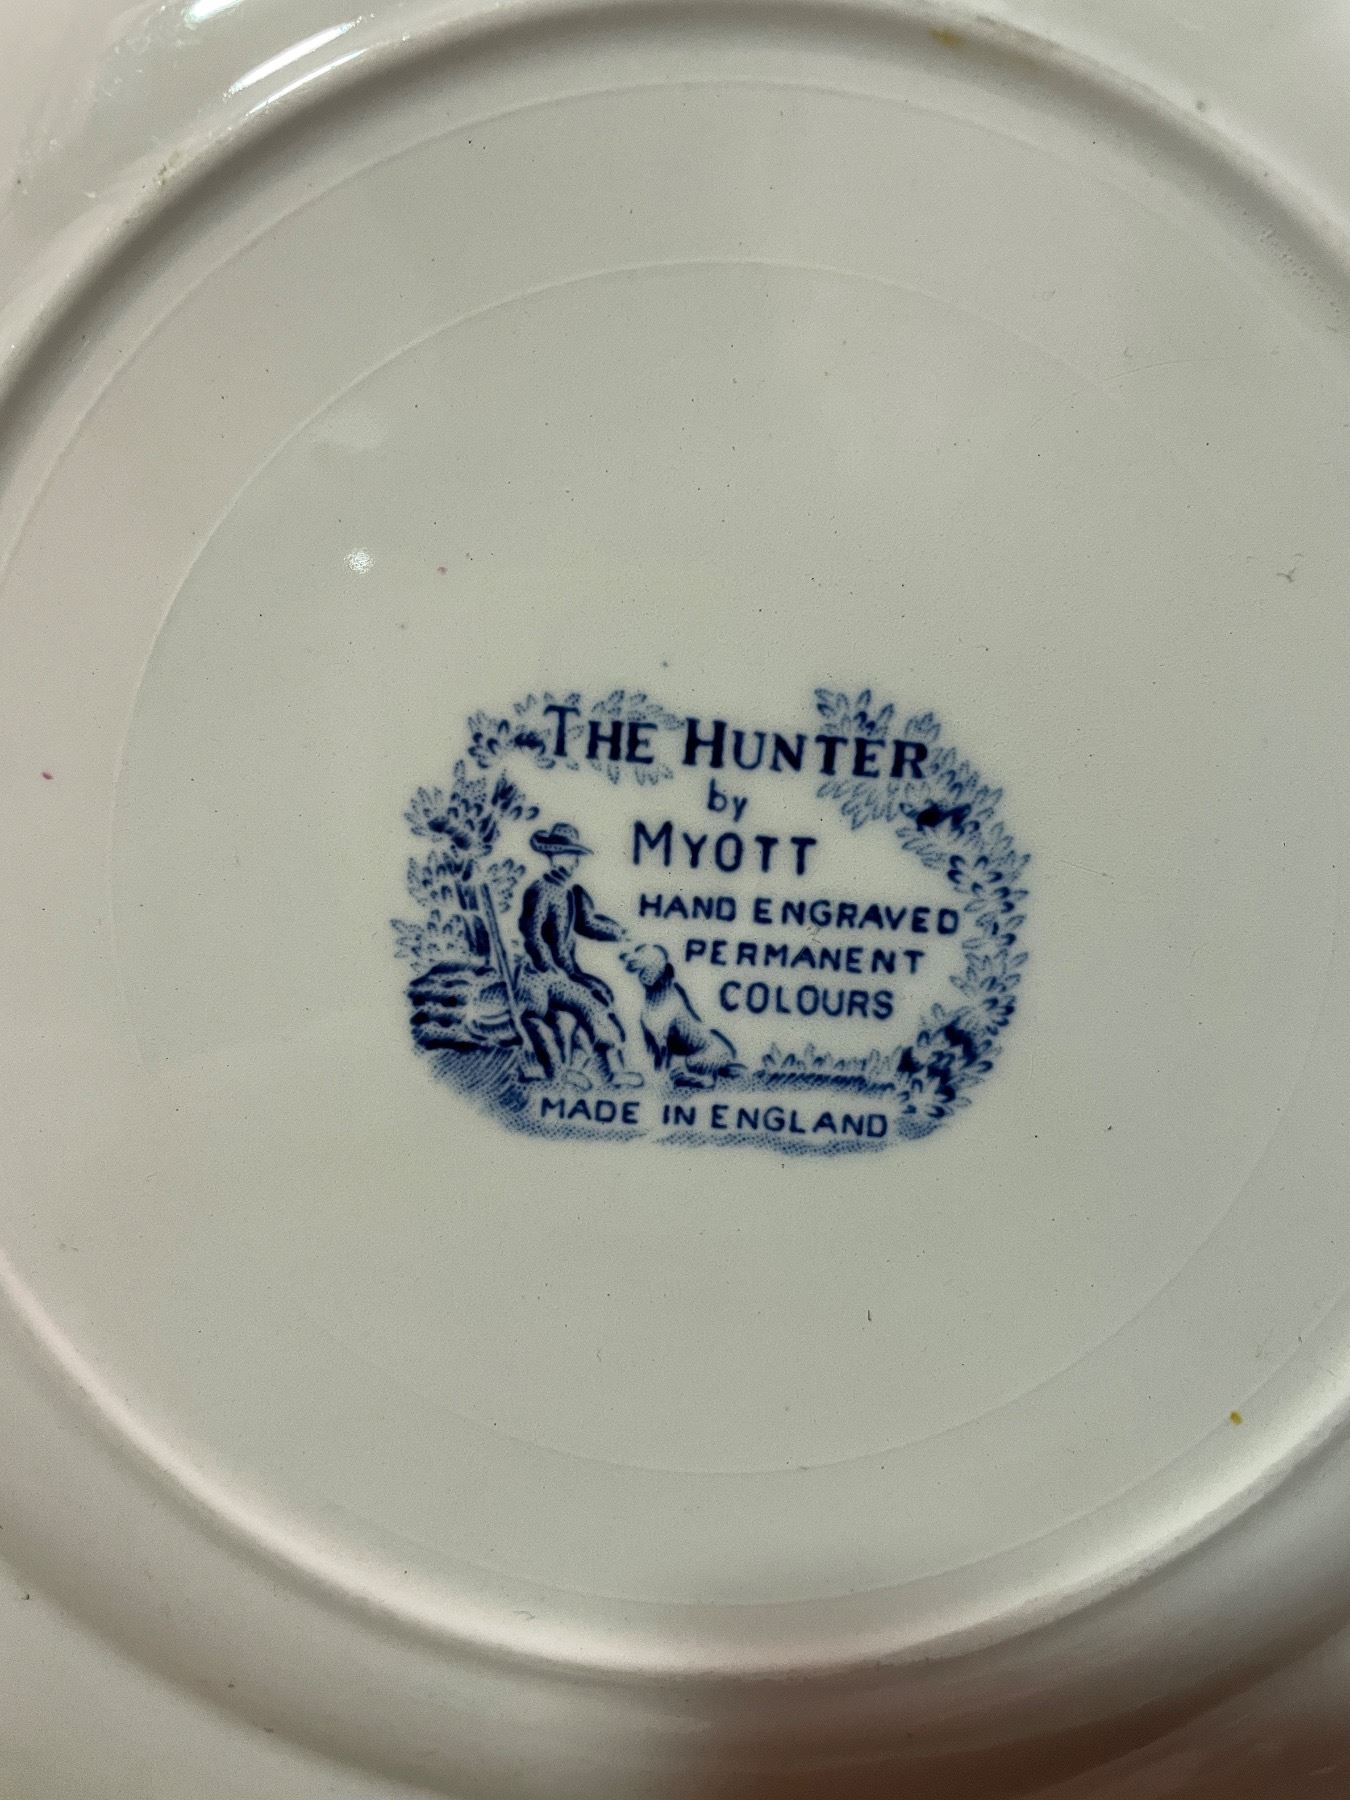 THE HUNTER
by
MYOTT
HAND ENGRAVED
PERMANENT
COLOURS
MADE IN ENGLAND